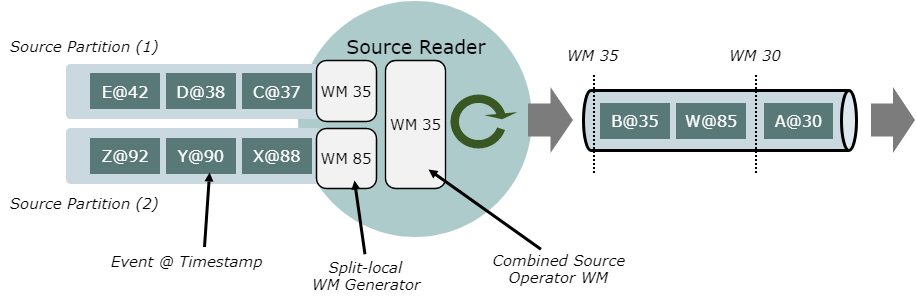 Source Partition (1)
Source Reader
WM 35
WM 30
E@42 D@38 C@37 WM 35
WM 35
B@35 W@85 A@30
Z@92 Y@90 X@88 WM 85
Source Partition (2)
Event @ Timestamp
Split-local
WM Generator
Combined Source
Operator WM